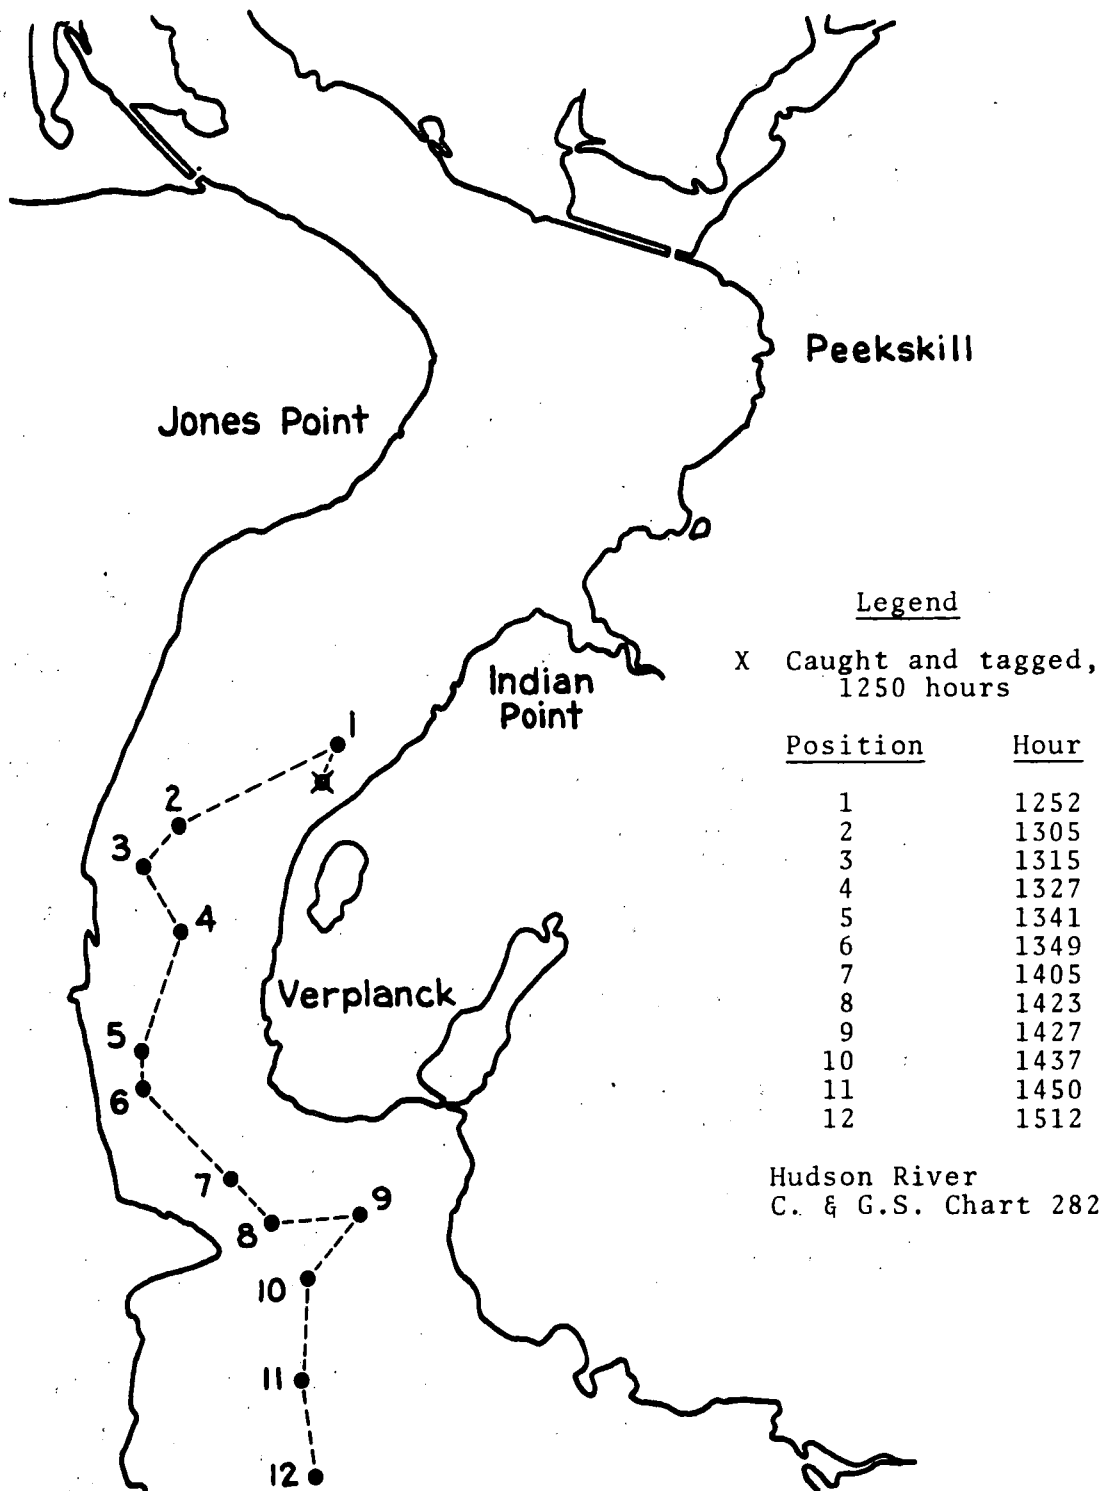 Peekskill
Jones Point
Legend
X Caught and tagged,
1250 hours
Indian
Point
Position Hour
1 1252
2 1305
3 1315
4 1327
5 1341
6 1349
7 1405
8 1423
9 1427
10 1437
11 1450
12 1512
Hudson River
C. & G.S. Chart 282
1
2
3
4
Verplanck
5
6
7
9
8
10
11
12